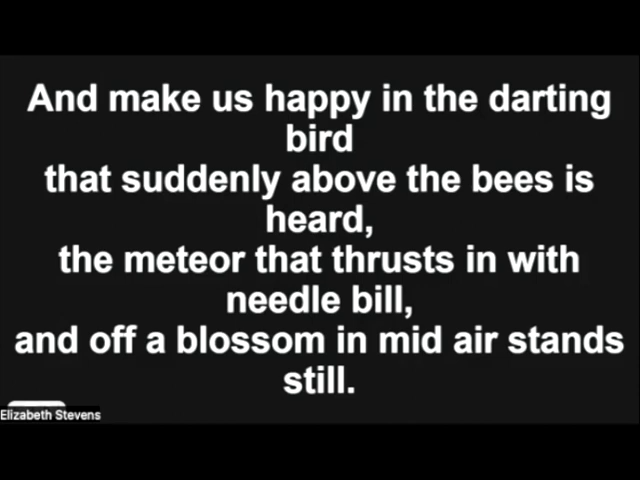 And make us happy in the darting
bird
that suddenly above the bees is
heard,
the meteor that thrusts in with
needle bill,
and off a blossom in mid air stands
still.
Elizabeth Stevens